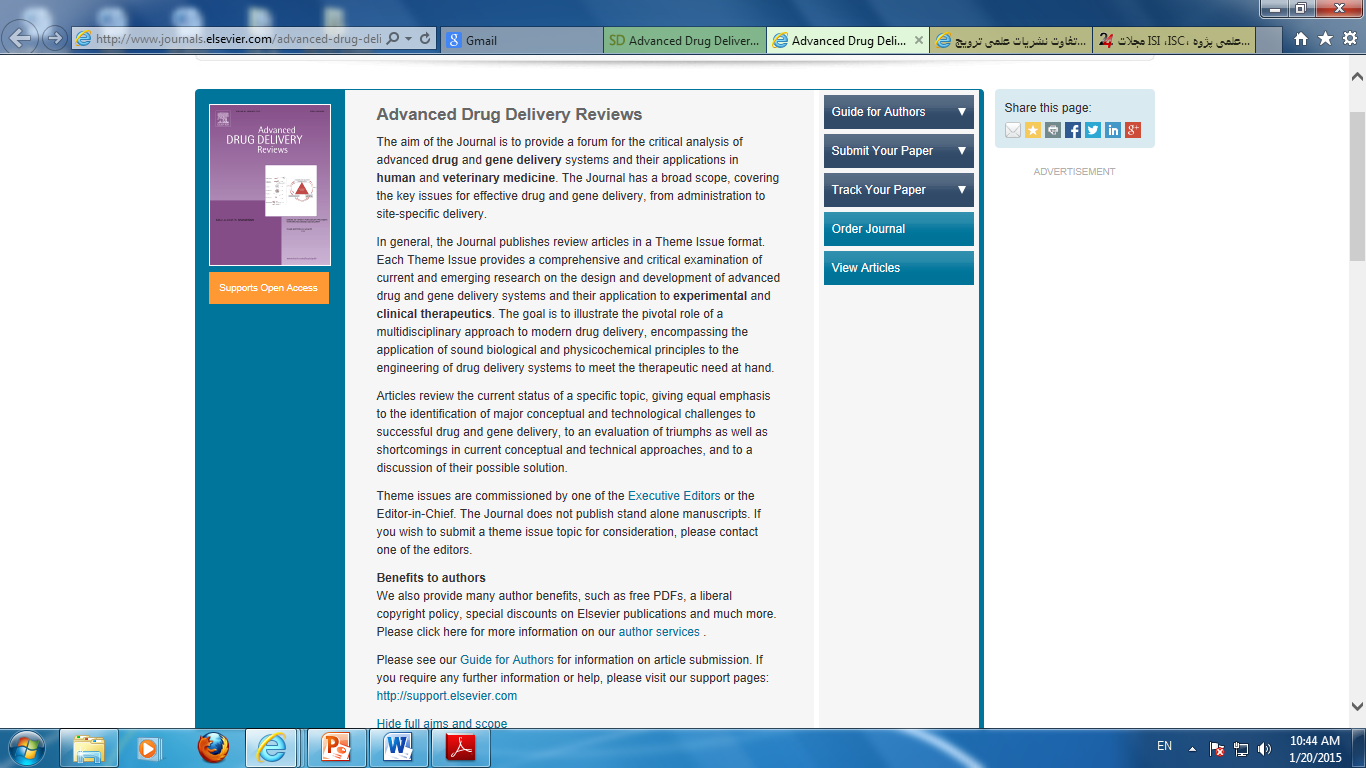 http://www.journals.elsevier.com/advanced-drug-deli
Gmail
SD Advanced Drug Deliver...
Advanced Drug Deli...
تفاوت نشریات علمی ترویج...
24 مجلات ISI ،ISC، علمی پژوه...
Advanced
DRUG DELIVERY
Reviews
Supports Open Access
Advanced Drug Delivery Reviews
The aim of the Journal is to provide a forum for the critical analysis of
advanced drug and gene delivery systems and their applications in
human and veterinary medicine. The Journal has a broad scope, covering
the key issues for effective drug and gene delivery, from administration to
site-specific delivery.
In general, the Journal publishes review articles in a Theme Issue format.
Each Theme Issue provides a comprehensive and critical examination of
current and emerging research on the design and development of advanced
drug and gene delivery systems and their application to experimental and
clinical therapeutics. The goal is to illustrate the pivotal role of a
multidisciplinary approach to modern drug delivery, encompassing the
application of sound biological and physicochemical principles to the
engineering of drug delivery systems to meet the therapeutic need at hand.
Articles review the current status of a specific topic, giving equal emphasis
to the identification of major conceptual and technological challenges to
successful drug and gene delivery, to an evaluation of triumphs as well as
shortcomings in current conceptual and technical approaches, and to a
discussion of their possible solution.
Theme issues are commissioned by one of the Executive Editors or the
Editor-in-Chief. The Journal does not publish stand alone manuscripts. If
you wish to submit a theme issue topic for consideration, please contact
one of the editors.
Benefits to authors
We also provide many author benefits, such as free PDFs, a liberal
copyright policy, special discounts on Elsevier publications and much more.
Please click here for more information on our author services .
Please see our Guide for Authors for information on article submission. If
you require any further information or help, please visit our support pages:
http://support.elsevier.com
Hide full aims and scope
Guide for Authors
Submit Your Paper
Track Your Paper
Order Journal
View Articles
Share this page:
ADVERTISEMENT
EN
10:44 AM
1/20/2015